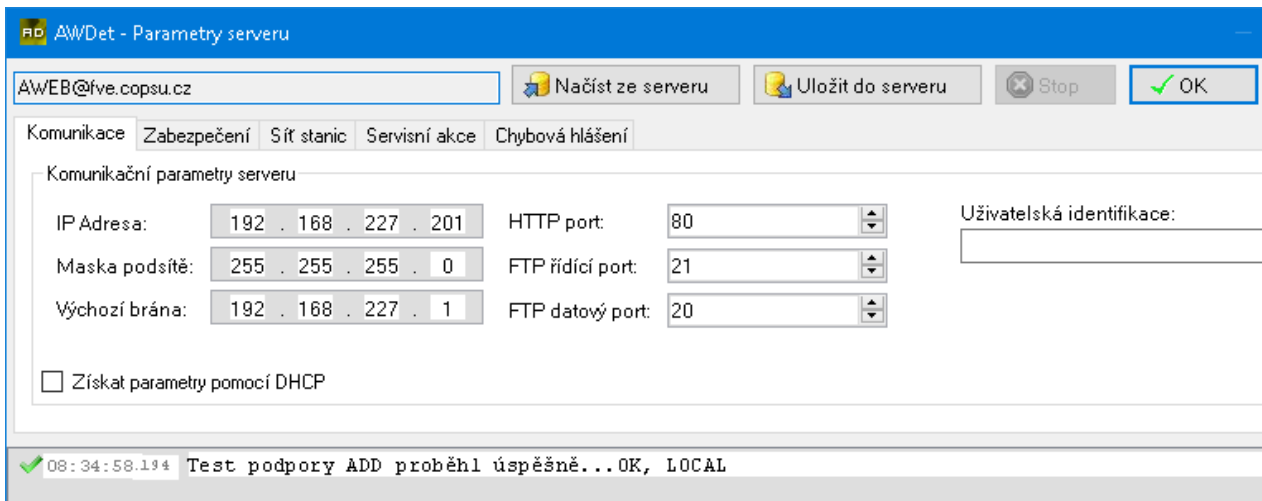 AWDet - Parametry serveru
AWEB@fve.copsu.cz Načíst ze serveru Uložit do serveru Stop OK
Komunikace Zabezpečení Síť stanic Servisní akce Chybová hlášení
Komunikační parametry serveru
IP Adresa: 192 . 168 . 227 . 201 HTTP port: 80 Uživatelská identifikace:
Maska podsítě: 255 . 255 . 255 . 0 FTP řídící port: 21
Výchozí brána: 192 . 168 . 227 . 1 FTP datový port: 20
Získat parametry pomocí DHCP
08:34:58.194 Test podpory ADD proběhl úspěšně...OK, LOCAL